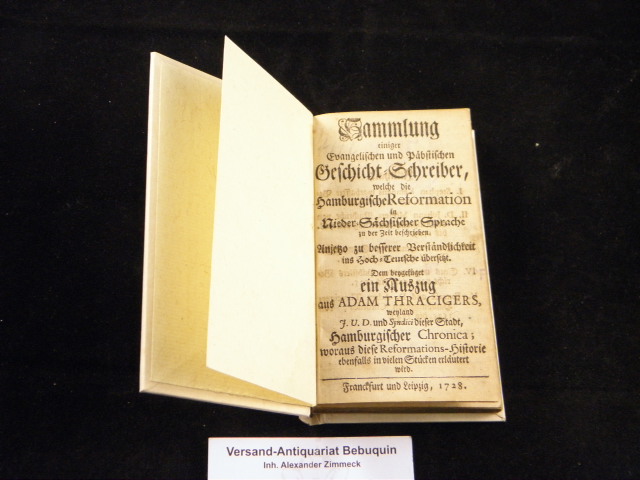 Sammlung
einiger
Evangelischen und Päbstischen
Geschicht-Schreiber,
welche die
Hamburgische Reformation
in
Nieder-Sächsischer Sprache
zu der Zeit beschrieben.
Anjetzo zu besserer Verständlichkeit
ins Hoch-Teutsche übersetzt.
Dem beygefüget
ein Auszug
aus ADAM THRACIGERS,
weyland
J. U. D. und Syndici dieser Stadt,
Hamburgischer Chronica;
woraus diese Reformations-Historie
ebenfalls in vielen Stücken erläutert
wird.
Franckfurt und Leipzig, 1728.
Versand-Antiquariat Bebuquin
Inh. Alexander Zimmeck